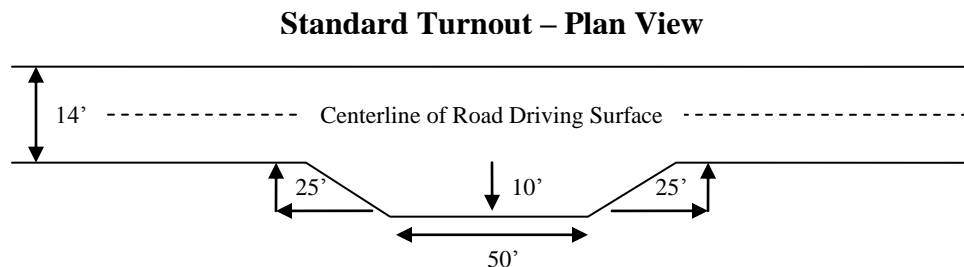 Standard Turnout – Plan View
14’
Centerline of Road Driving Surface
25’
10’
25’
50’